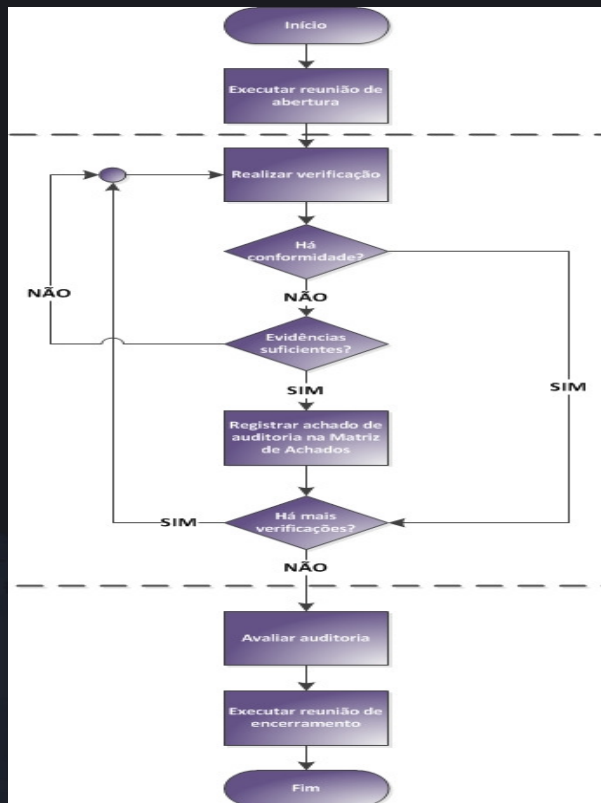 Início
Executar reunião de
abertura
Realizar verificação
Há
conformidade?
NÃO
NÃO
Evidências
suficientes?
SIM
SIM
Registrar achado de
auditoria na Matriz
de Achados
Há mais
verificações?
SIM
NÃO
Avaliar auditoria
Executar reunião de
encerramento
Fim